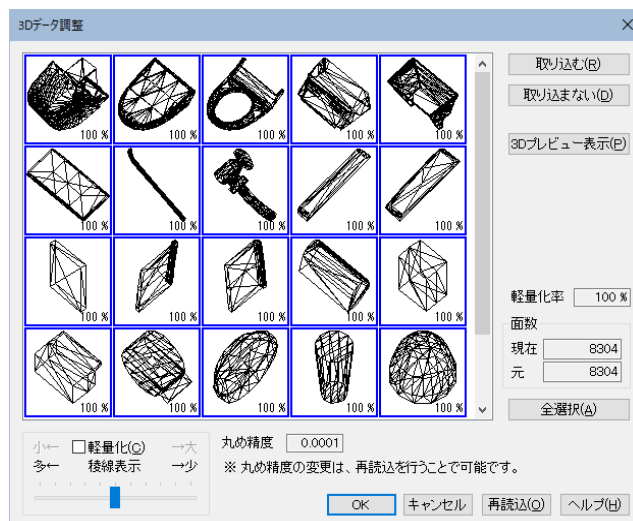 3Dデータ調整
100 % 100 % 100 % 100 % 100 %
100 % 100 % 100 % 100 % 100 %
100 % 100 % 100 % 100 % 100 %
100 % 100 % 100 % 100 % 100 %
取り込む(R)
取り込まない(D)
3Dプレビュー表示(P)
軽量化率 100 %
面数
現在 8304
元 8304
全選択(A)
小← 軽量化(C) →大
多← 稜線表示 →少
丸め精度 0.0001
※ 丸め精度の変更は、再読込を行うことで可能です。
OK キャンセル 再読込(O) ヘルプ(H)